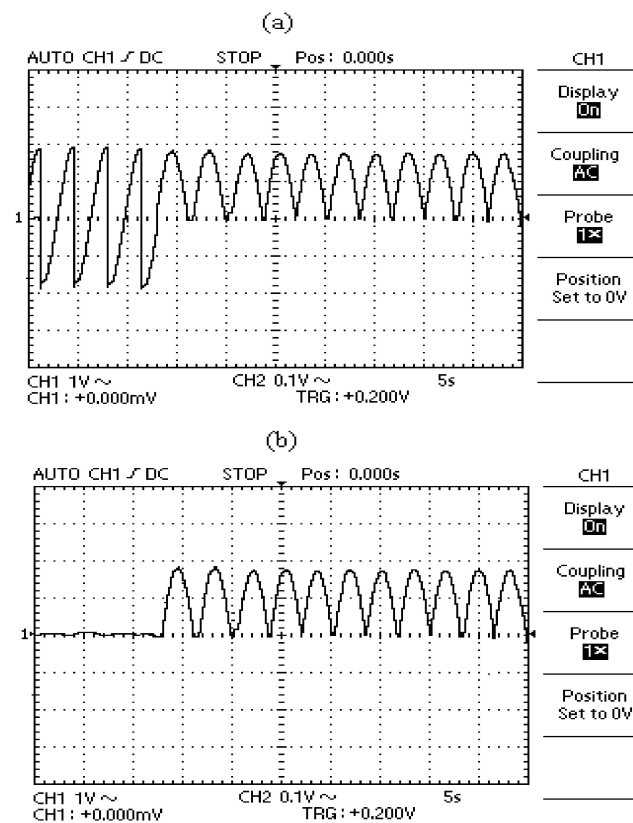 (a)
AUTO CH1 ƒ DC STOP Pos: 0.000s CH1
Display
On
Coupling
AC
Probe
1×
Position
Set to 0V
1
CH1 1V ~ CH2 0.1V ~ 5s
CH1: +0.000mV TRG: +0.200V
(b)
AUTO CH1 ƒ DC STOP Pos: 0.000s CH1
Display
On
Coupling
AC
Probe
1×
Position
Set to 0V
1
CH1 1V ~ CH2 0.1V ~ 5s
CH1: +0.000mV TRG: +0.200V